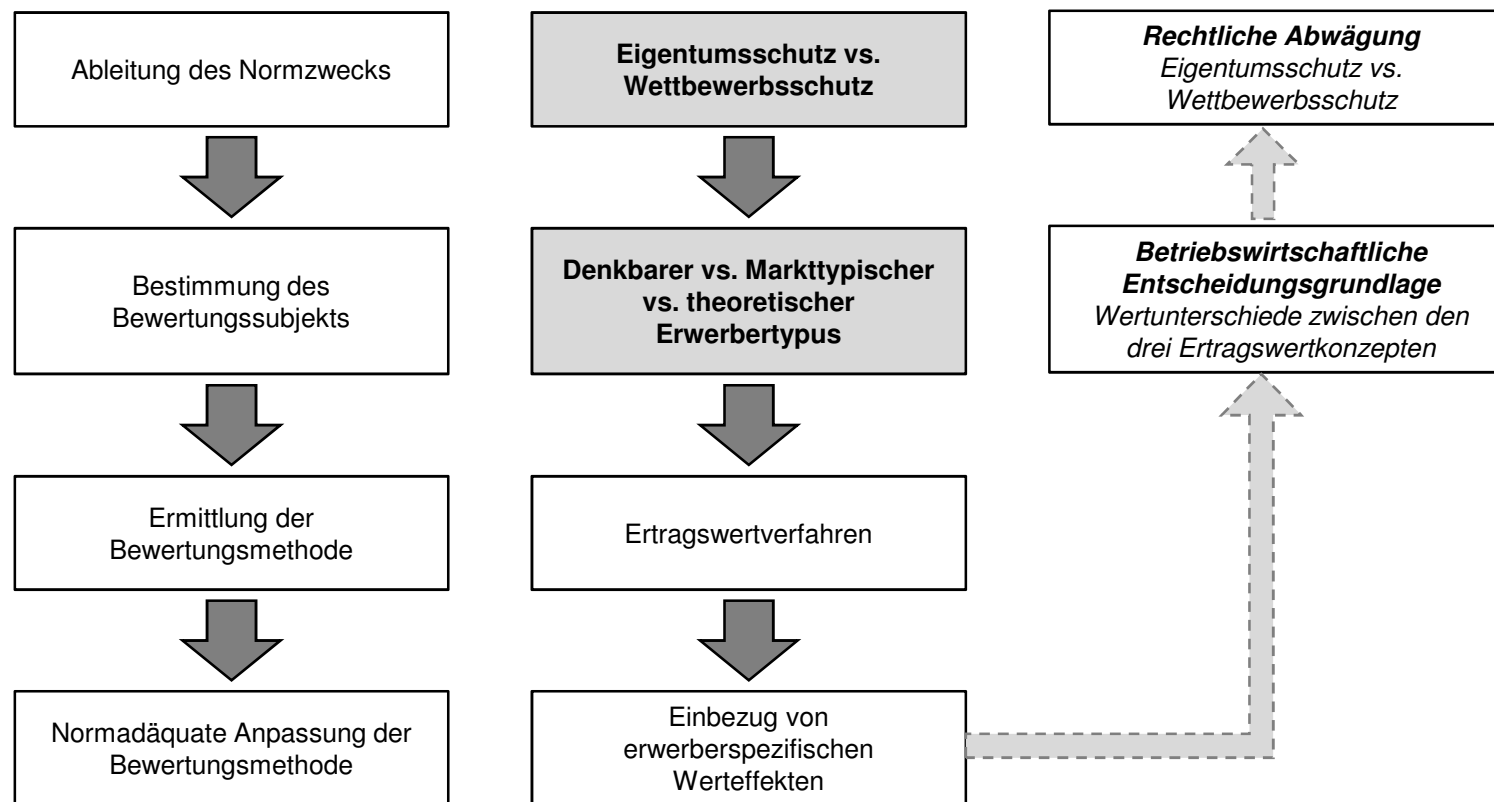 Ableitung des Normzwecks
Bestimmung des
Bewertungssubjekts
Ermittlung der
Bewertungsmethode
Normadäquate Anpassung der
Bewertungsmethode
Eigentumsschutz vs.
Wettbewerbsschutz
Denkbarer vs. Markttypischer
vs. theoretischer
Erwerbertypus
Ertragswertverfahren
Einbezug von
erwerberspezifischen
Werteffekten
Rechtliche Abwägung
Eigentumsschutz vs.
Wettbewerbsschutz
Betriebswirtschaftliche
Entscheidungsgrundlage
Wertunterschiede zwischen den
drei Ertragswertkonzepten